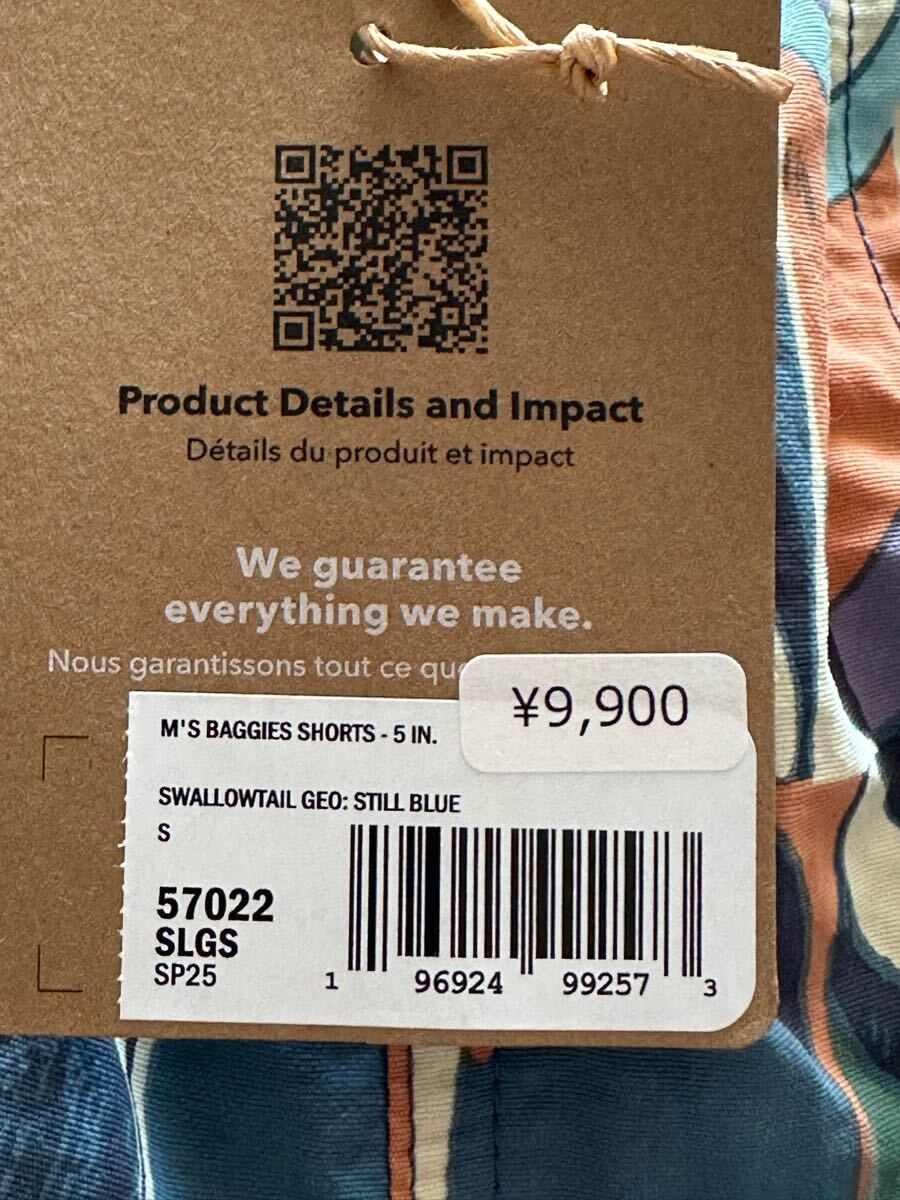 Product Details and Impact
Détails du produit et impact
We guarantee
everything we make.
Nous garantissons tout ce que
¥9,900
M'S BAGGIES SHORTS - 5 IN.
SWALLOWTAIL GEO: STILL BLUE
S
57022
SLGS
SP25
1 96924 99257 3